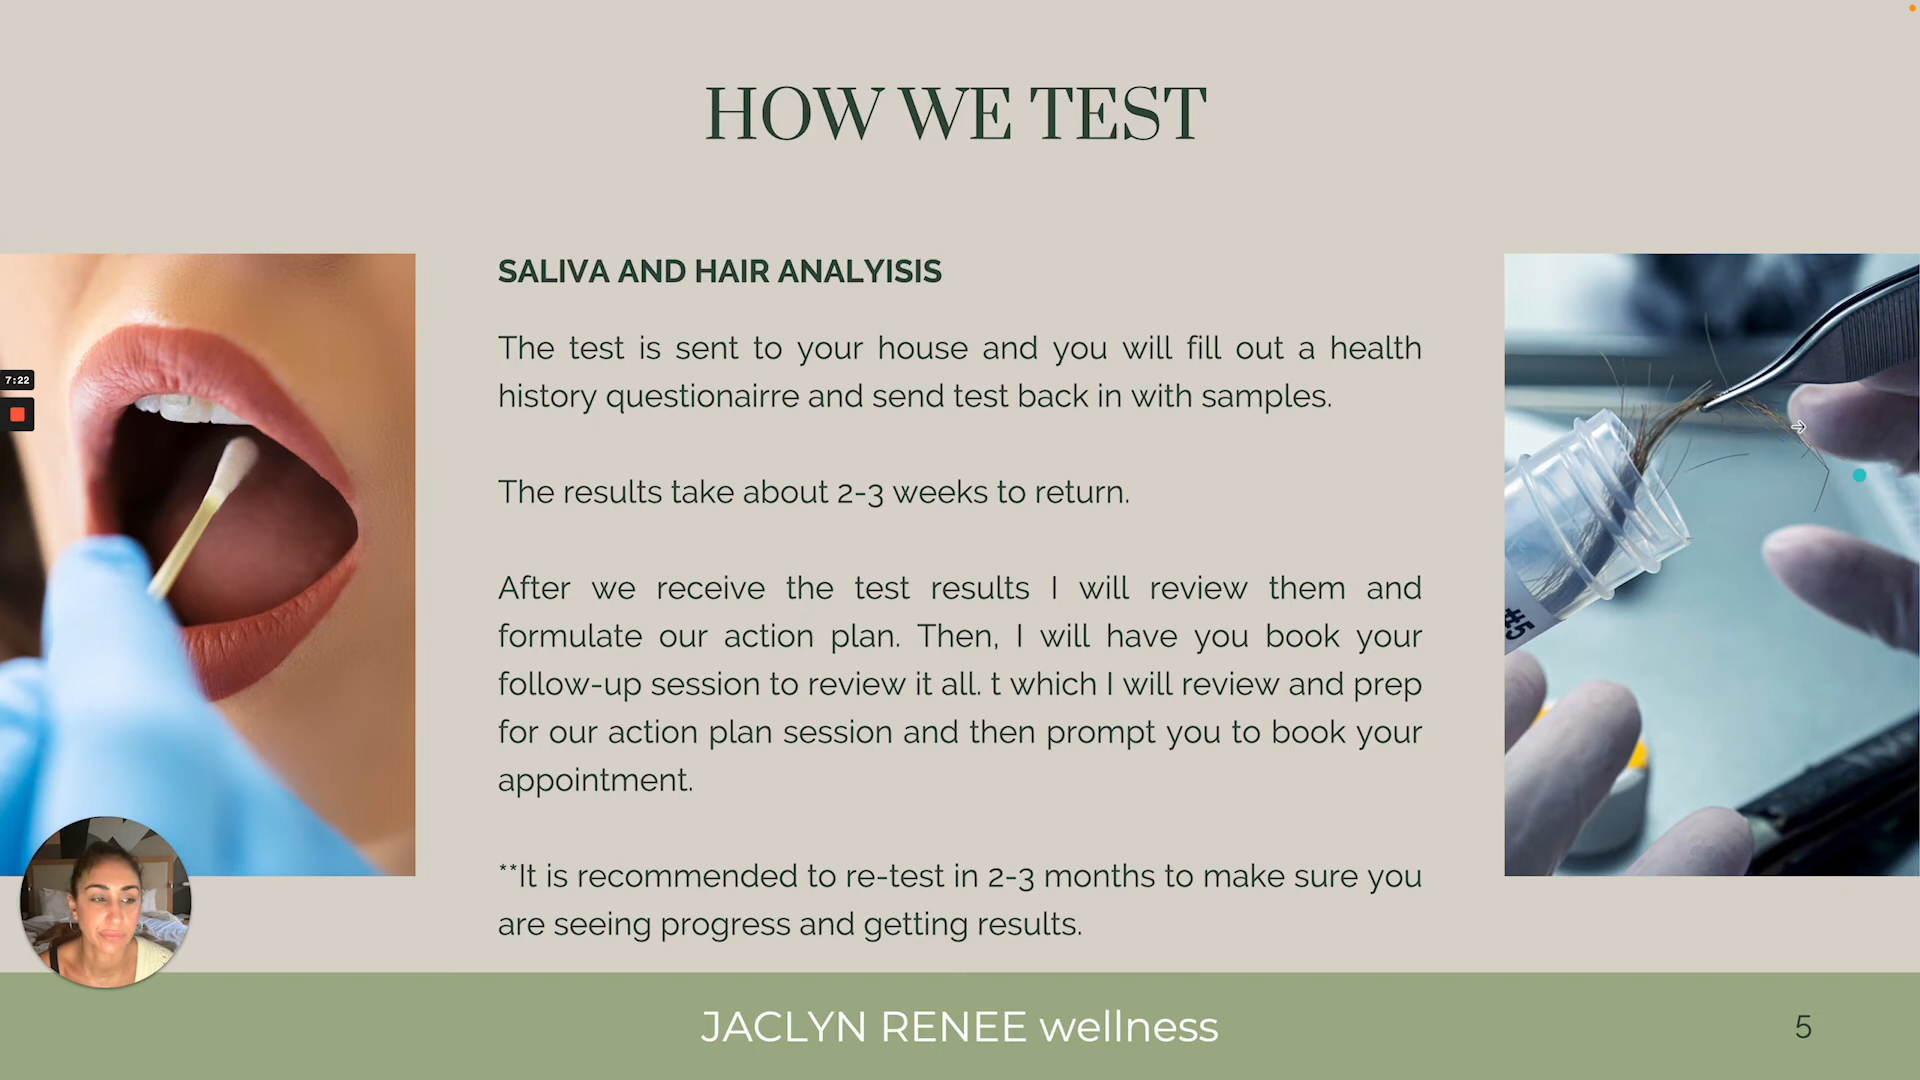 HOW WE TEST
SALIVA AND HAIR ANALYISIS
The test is sent to your house and you will fill out a health
history questionairre and send test back in with samples.
7:22
The results take about 2-3 weeks to return.
After we receive the test results I will review them and
formulate our action plan. Then, I will have you book your
follow-up session to review it all. t which I will review and prep
for our action plan session and then prompt you to book your
appointment.
#5
**It is recommended to re-test in 2-3 months to make sure you
are seeing progress and getting results.
JACLYN RENEE wellness
5